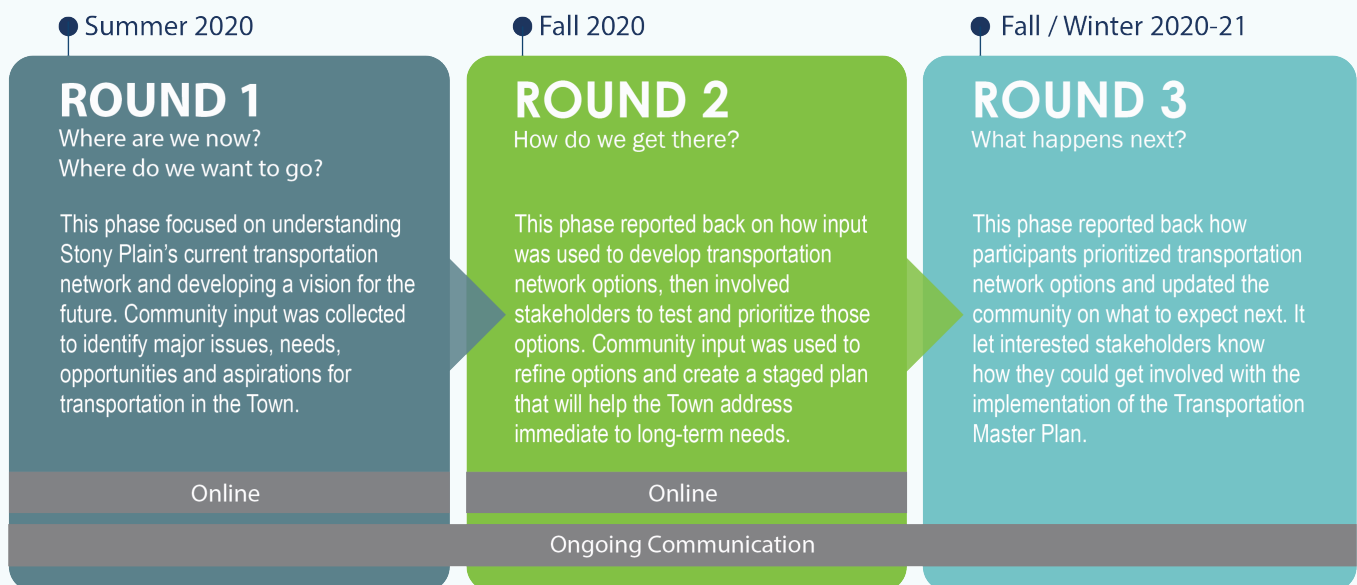 Summer 2020
ROUND 1
Where are we now?
Where do we want to go?
This phase focused on understanding
Stony Plain’s current transportation
network and developing a vision for the
future. Community input was collected
to identify major issues, needs,
opportunities and aspirations for
transportation in the Town.
Online
Fall 2020
ROUND 2
How do we get there?
This phase reported back on how input
was used to develop transportation
network options, then involved
stakeholders to test and prioritize those
options. Community input was used to
refine options and create a staged plan
that will help the Town address
immediate to long-term needs.
Online
Fall / Winter 2020-21
ROUND 3
What happens next?
This phase reported back how
participants prioritized transportation
network options and updated the
community on what to expect next. It
let interested stakeholders know
how they could get involved with the
implementation of the Transportation
Master Plan.
Ongoing Communication